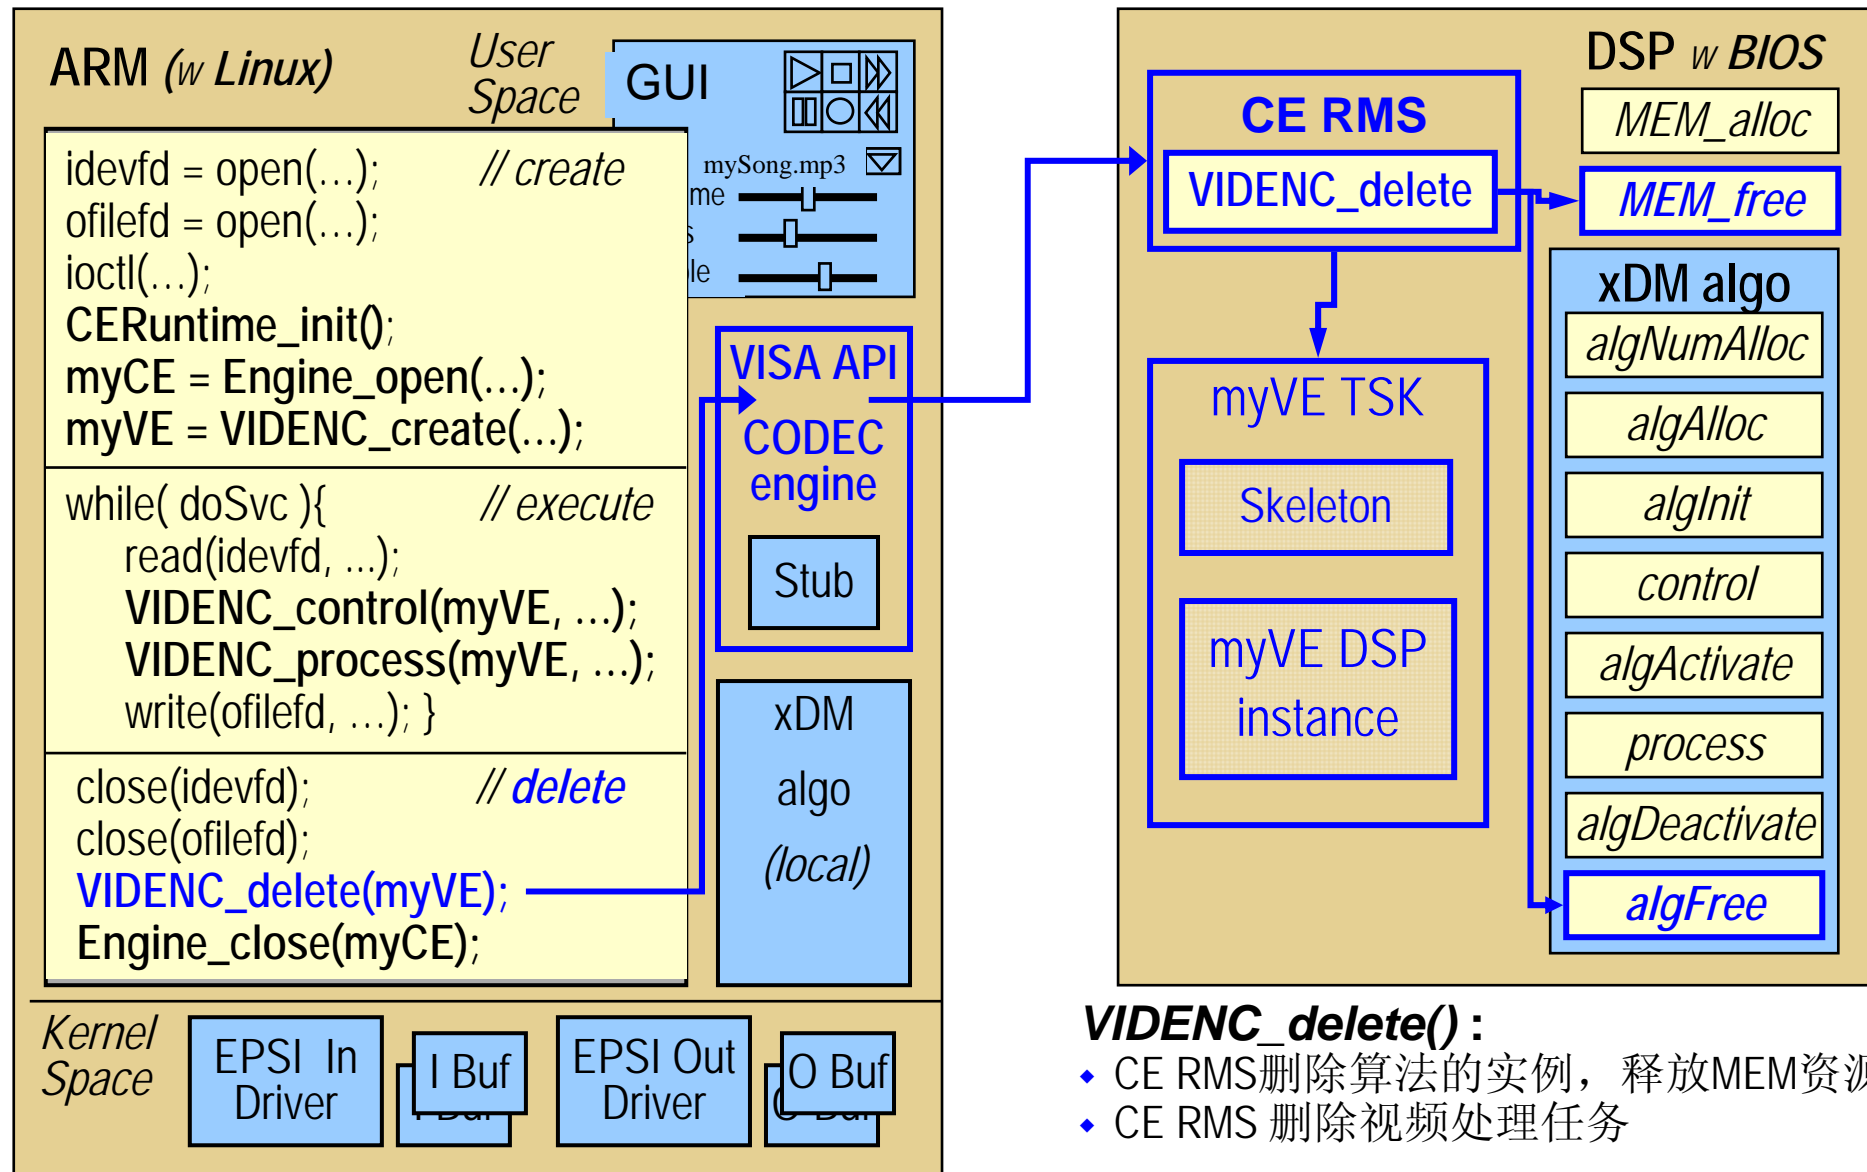 ARM (w Linux)
User
Space
GUI
mySong.mp3
me
s
le
idevfd = open(…); // create
ofilefd = open(…);
ioctl(…);
CERuntime_init();
myCE = Engine_open(…);
myVE = VIDENC_create(…);
while( doSvc ){ // execute
read(idevfd, ...);
VIDENC_control(myVE, …);
VIDENC_process(myVE, …);
write(ofilefd, …); }
close(idevfd); // delete
close(ofilefd);
VIDENC_delete(myVE);
Engine_close(myCE);
VISA API
CODEC
engine
Stub
xDM
algo
(local)
Kernel
Space
EPSI In
Driver
I Buf
EPSI Out
Driver
O Buf
DSP w BIOS
CE RMS
VIDENC_delete
MEM_alloc
MEM_free
myVE TSK
Skeleton
myVE DSP
instance
xDM algo
algNumAlloc
algAlloc
algInit
control
algActivate
process
algDeactivate
algFree
VIDENC_delete() :
CE RMS删除算法的实例，释放MEM资源
CE RMS 删除视频处理任务